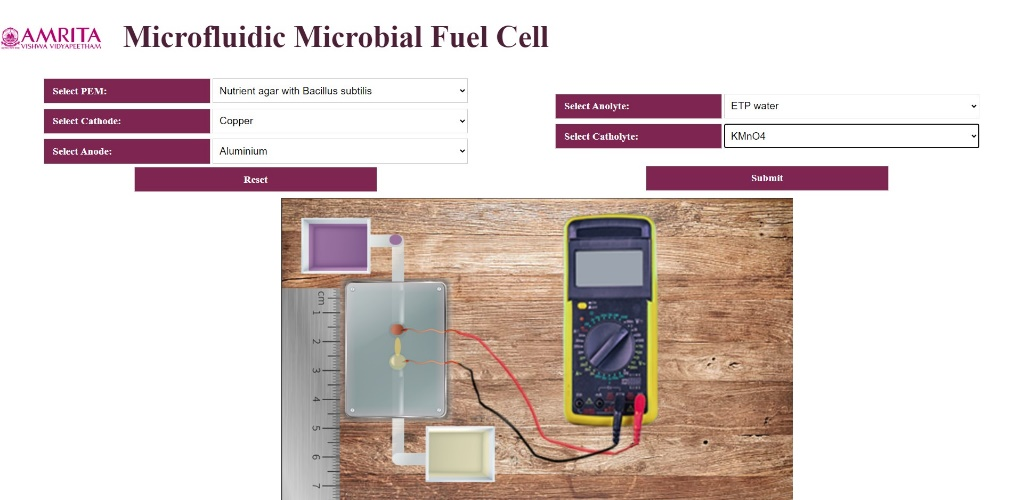 AMRITA
VISHWA VIDYAPEETHAM
Microfluidic Microbial Fuel Cell
Select PEM:
Nutrient agar with Bacillus subtilis
Select Cathode:
Copper
Select Anode:
Aluminium
Reset
Select Anolyte:
ETP water
Select Catholyte:
KMnO4
Submit
cm
1
2
3
4
5
6
7